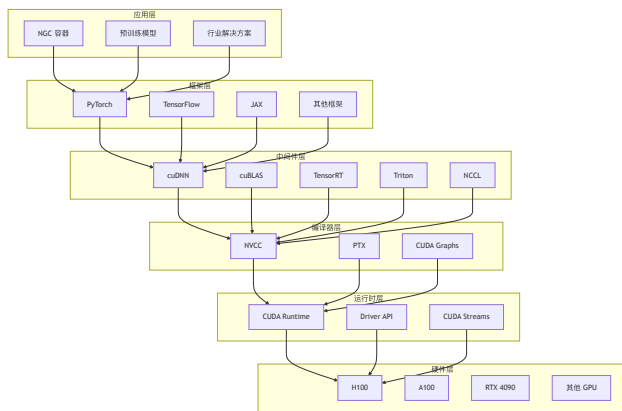 应用层
NGC 容器
预训练模型
行业解决方案
框架层
PyTorch
TensorFlow
JAX
其他框架
中间件层
cuDNN
cuBLAS
TensorRT
Triton
NCCL
编译器层
NVCC
PTX
CUDA Graphs
运行时层
CUDA Runtime
Driver API
CUDA Streams
硬件层
H100
A100
RTX 4090
其他 GPU